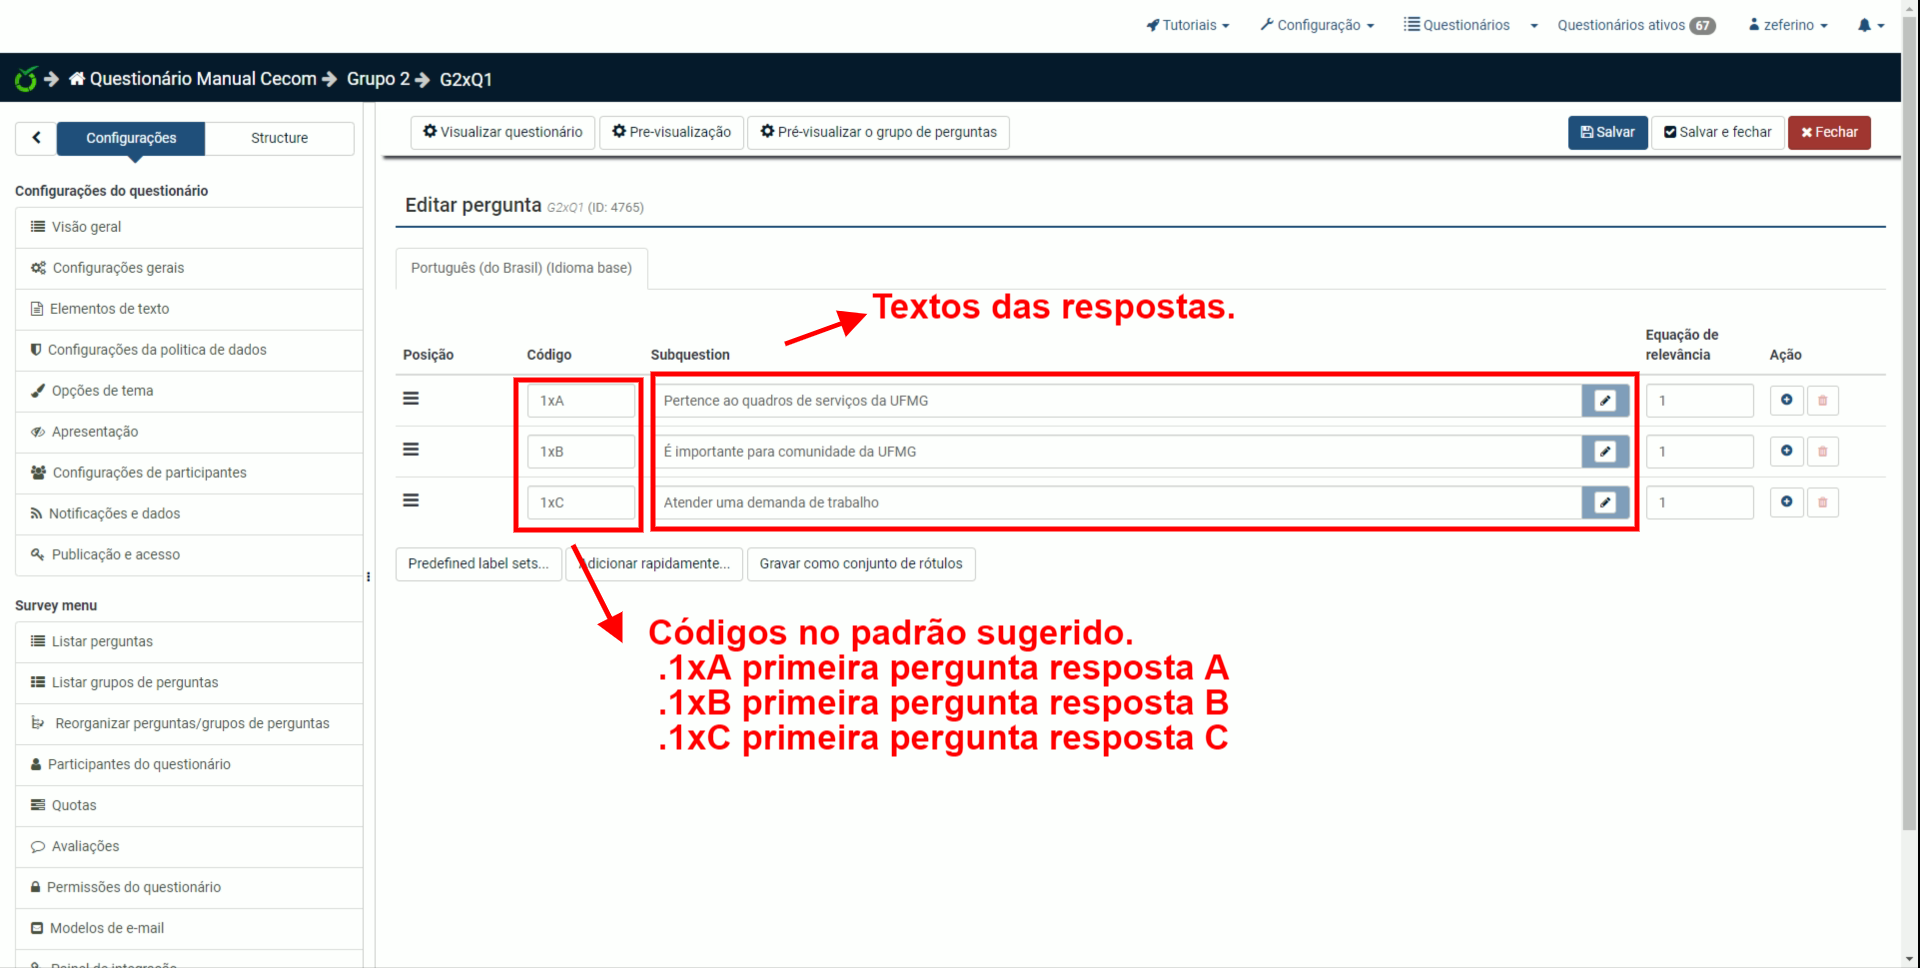 Tutoriais
Configuração
Questionários
Questionários ativos 67
zeferino
Questionário Manual Cecom
Grupo 2
G2xQ1
Configurações
Structure
Visualizar questionário
Pre-visualização
Pré-visualizar o grupo de perguntas
Salvar
Salvar e fechar
Fechar
Configurações do questionário
Visão geral
Configurações gerais
Elementos de texto
Configurações da politica de dados
Opções de tema
Apresentação
Configurações de participantes
Notificações e dados
Publicação e acesso
Survey menu
Listar perguntas
Listar grupos de perguntas
Reorganizar perguntas/grupos de perguntas
Participantes do questionário
Quotas
Avaliações
Permissões do questionário
Modelos de e-mail
Painel de integração
Editar pergunta G2xQ1 (ID: 4765)
Português (do Brasil) (Idioma base)
Textos das respostas.
Posição
Código
Subquestion
Equação de
relevância
Ação
1xA
Pertence ao quadros de serviços da UFMG
1
1xB
É importante para comunidade da UFMG
1
1xC
Atender uma demanda de trabalho
1
Predefined label sets...
Adicionar rapidamente...
Gravar como conjunto de rótulos
Códigos no padrão sugerido.
.1xA primeira pergunta resposta A
.1xB primeira pergunta resposta B
.1xC primeira pergunta resposta C